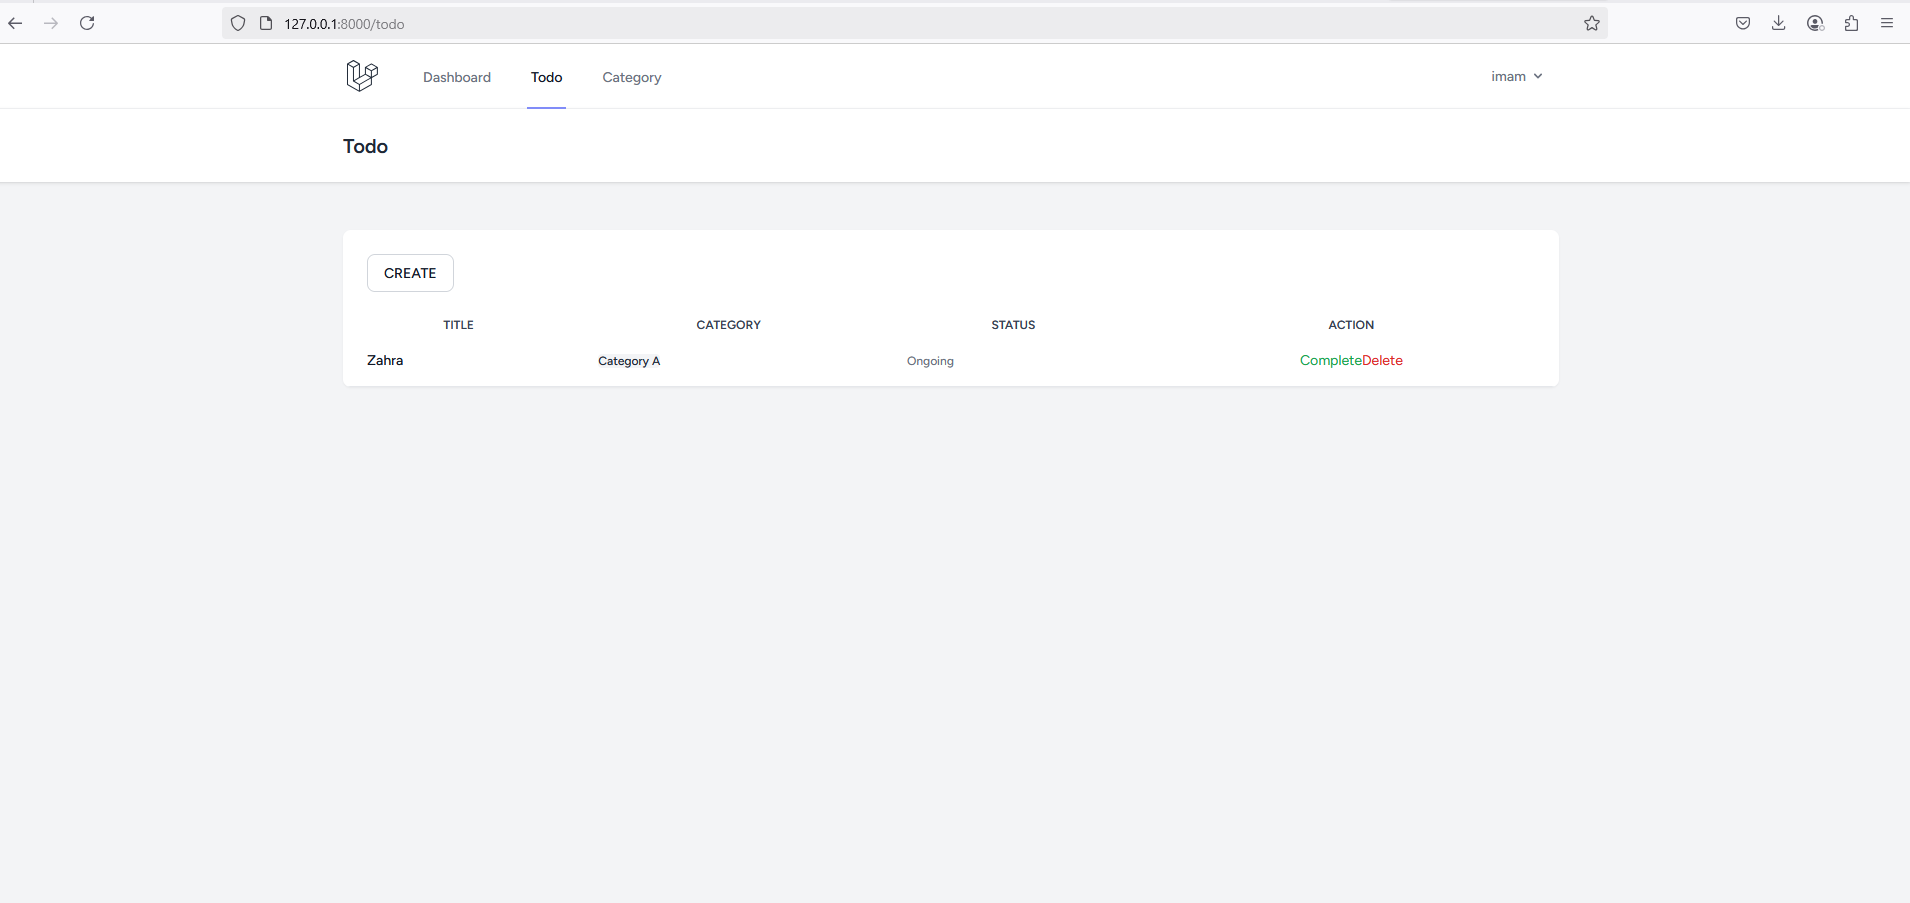 127.0.0.1:8000/todo
Dashboard Todo Category imam
Todo
CREATE
TITLE CATEGORY STATUS ACTION
Zahra Category A Ongoing CompleteDelete